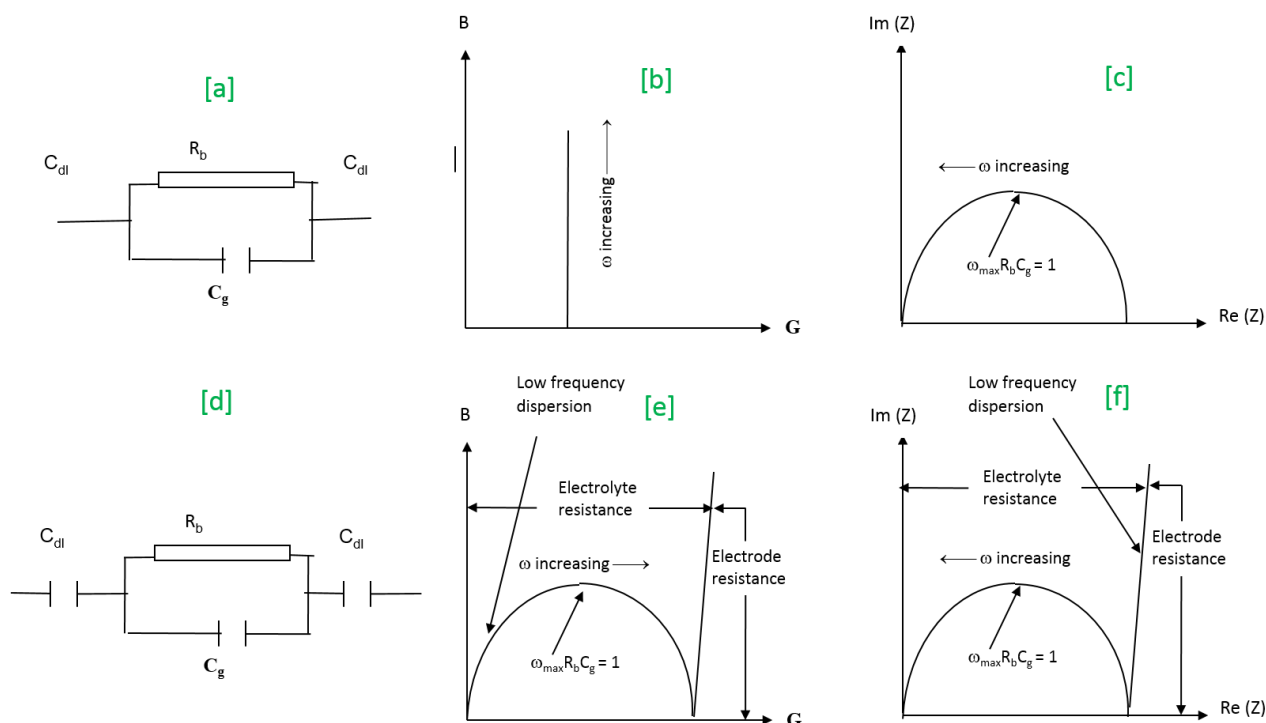 [a]
C_dl
R_b
C_dl
C_g
B
[b]
ω increasing →
G
Im (Z)
[c]
← ω increasing
ω_max R_b C_g = 1
Re (Z)
[d]
C_dl
R_b
C_dl
C_g
Low frequency
dispersion
[e]
B
Electrolyte
resistance
Electrode
resistance
ω increasing →
ω_max R_b C_g = 1
G
Low frequency
dispersion
[f]
Im (Z)
Electrolyte
resistance
Electrode
resistance
← ω increasing
ω_max R_b C_g = 1
Re (Z)